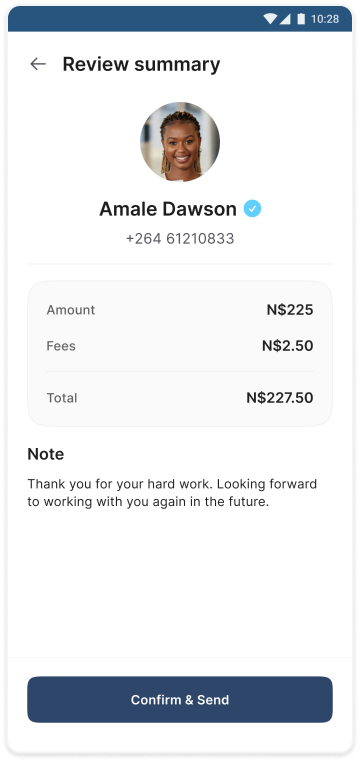 10:28
Review summary
Amale Dawson
+264 61210833
Amount N$225
Fees N$2.50
Total N$227.50
Note
Thank you for your hard work. Looking forward
to working with you again in the future.
Confirm & Send